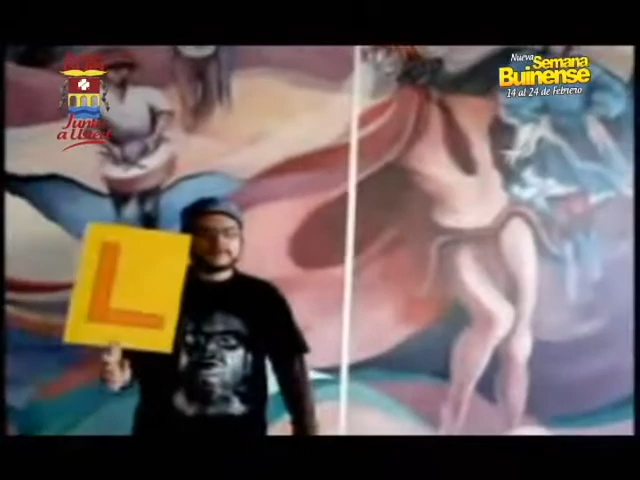 Nueva
Semana
Buinense
14 al 24 de Febrero
Junto
a Usted
L